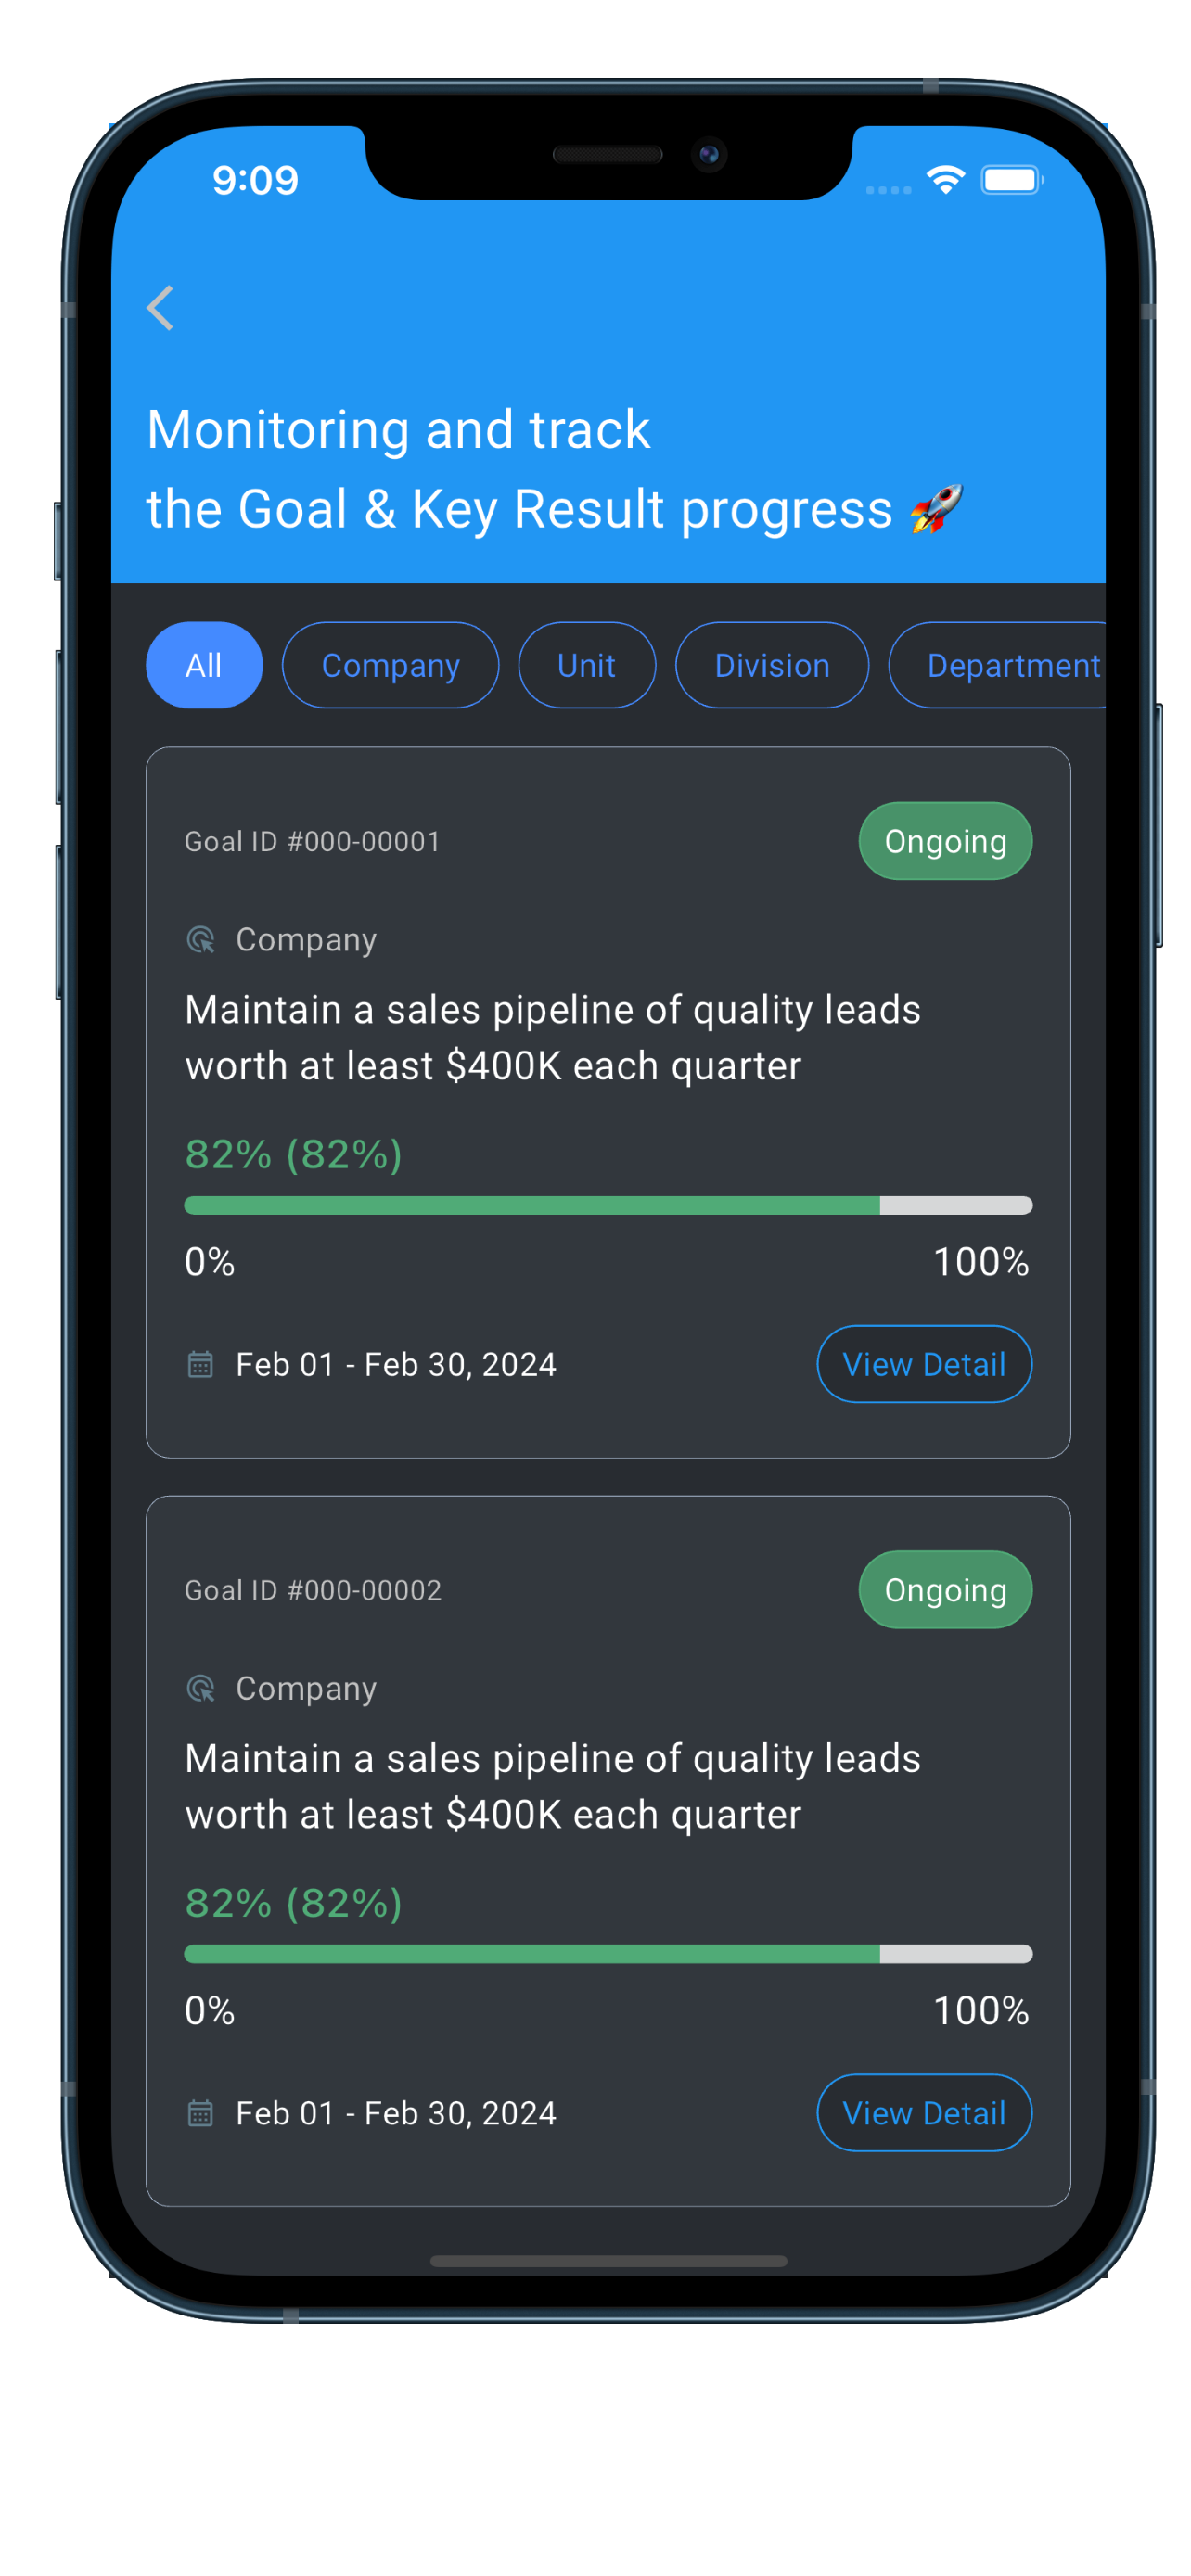 9:09
Monitoring and track
the Goal & Key Result progress 🚀
All Company Unit Division Department
Goal ID #000-00001 Ongoing
Company
Maintain a sales pipeline of quality leads
worth at least $400K each quarter
82% (82%)
0% 100%
Feb 01 - Feb 30, 2024 View Detail
Goal ID #000-00002 Ongoing
Company
Maintain a sales pipeline of quality leads
worth at least $400K each quarter
82% (82%)
0% 100%
Feb 01 - Feb 30, 2024 View Detail